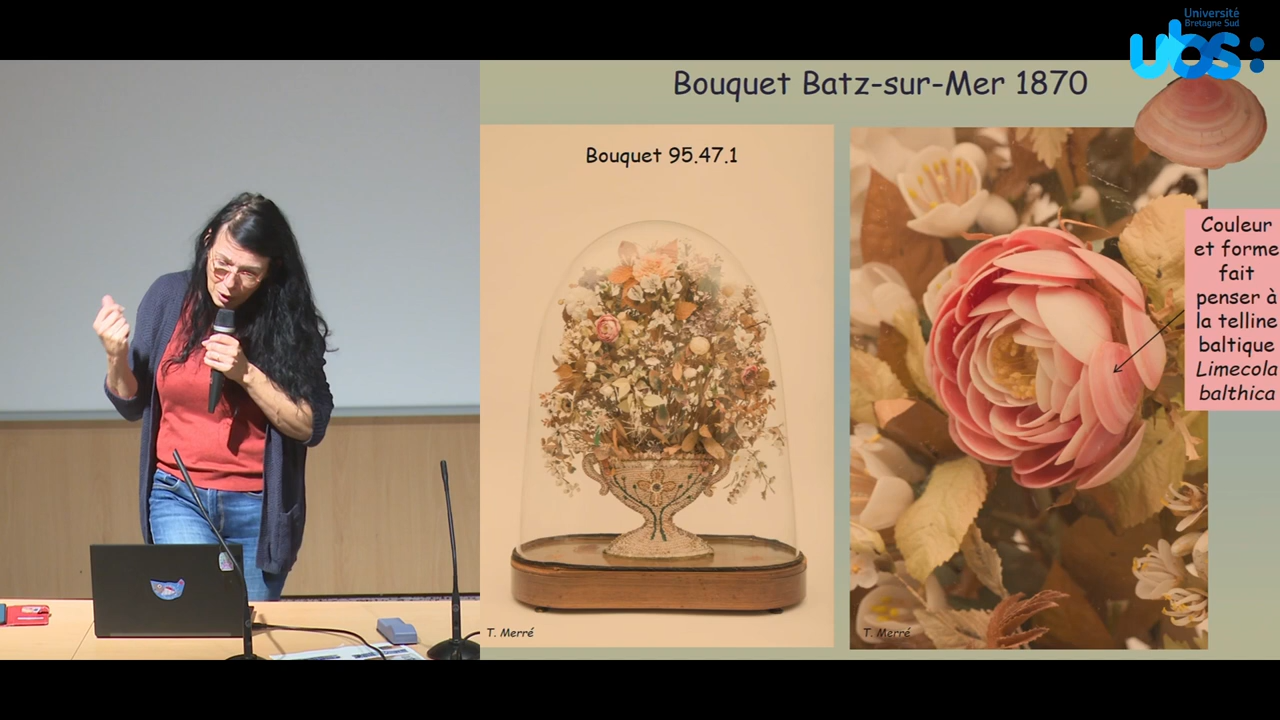 Université
Bretagne Sud
ubs:
Bouquet Batz-sur-Mer 1870
Bouquet 95.47.1
Couleur
et forme
fait
penser à
la telline
baltique
Limecola
balthica
T. Merré
T. Merré